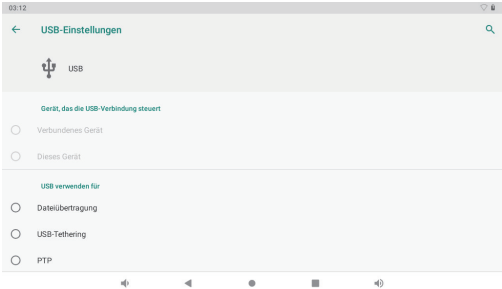 03:12
USB-Einstellungen
USB
Gerät, das die USB-Verbindung steuert
Verbundenes Gerät
Dieses Gerät
USB verwenden für
Dateiübertragung
USB-Tethering
PTP